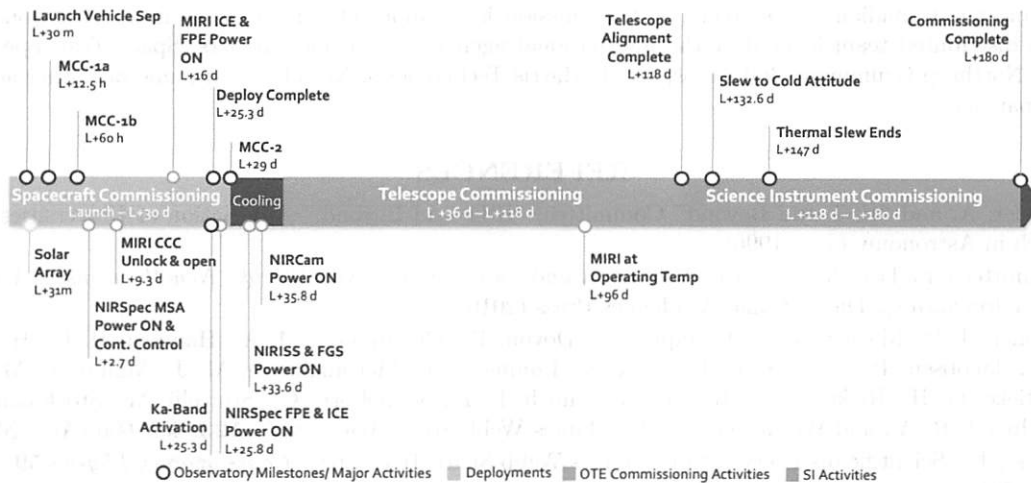 Launch Vehicle Sep
L+30 m
MCC-1a
L+12.5 h
MCC-1b
L+60 h
MIRI ICE &
FPE Power
ON
L+16 d
Deploy Complete
L+25.3 d
MCC-2
L+29 d
Telescope
Alignment
Complete
L+118 d
Slew to Cold Attitude
L+132.6 d
Thermal Slew Ends
L+147 d
Commissioning
Complete
L+180 d
Spacecraft Commissioning
Launch – L+30 d
Cooling
Telescope Commissioning
L +36 d – L+118 d
Science Instrument Commissioning
L+118 d – L+180 d
Solar
Array
L+31m
NIRSpec MSA
Power ON &
Cont. Control
L+2.7 d
MIRI CCC
Unlock & open
L+9.3 d
Ka-Band
Activation
L+25.3 d
NIRSpec FPE & ICE
Power ON
L+25.8 d
NIRISS & FGS
Power ON
L+33.6 d
NIRCam
Power ON
L+35.8 d
MIRI at
Operating Temp
L+96 d
Observatory Milestones/ Major Activities
Deployments
OTE Commissioning Activities
SI Activities